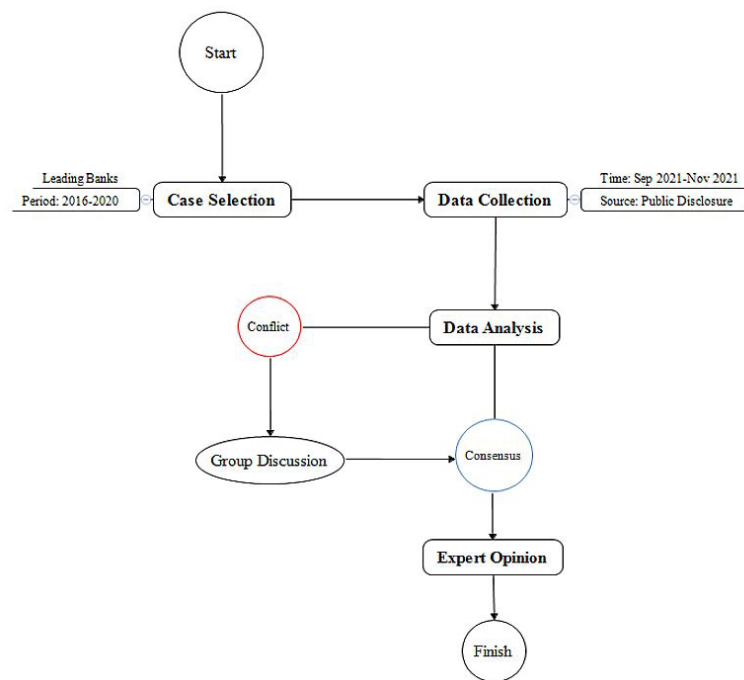 Start
Leading Banks
Period: 2016-2020
Case Selection
Data Collection
Time: Sep 2021-Nov 2021
Source: Public Disclosure
Conflict
Data Analysis
Group Discussion
Consensus
Expert Opinion
Finish